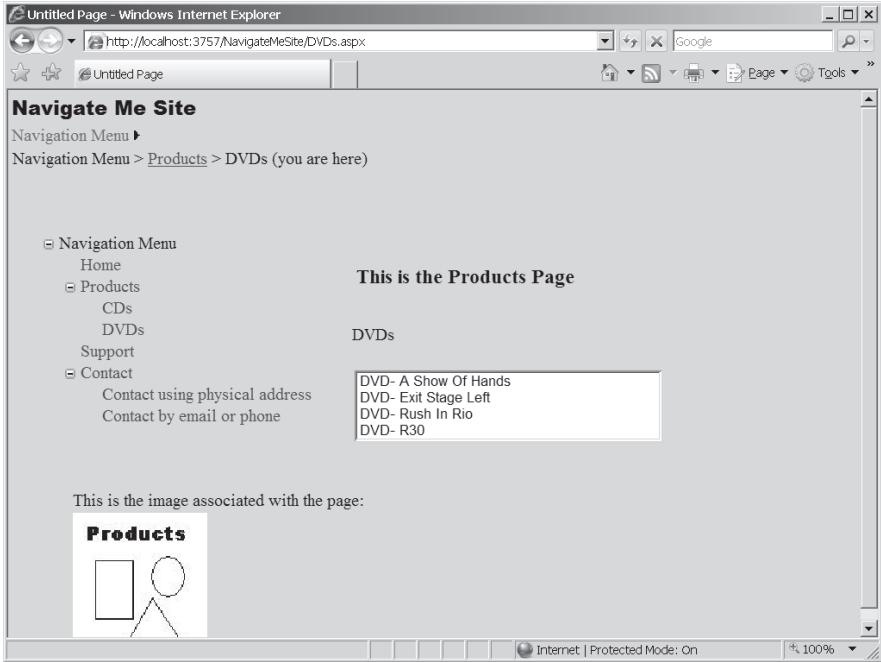 Untitled Page - Windows Internet Explorer
http://localhost:3757/NavigateMeSite/DVDs.aspx
Google
Untitled Page
Page
Tools
Navigate Me Site
Navigation Menu
Navigation Menu > Products > DVDs (you are here)
Navigation Menu
Home
Products
CDs
DVDs
Support
Contact
Contact using physical address
Contact by email or phone
This is the Products Page
DVDs
DVD- A Show Of Hands
DVD- Exit Stage Left
DVD- Rush In Rio
DVD- R30
This is the image associated with the page:
Products
Internet | Protected Mode: On
100%